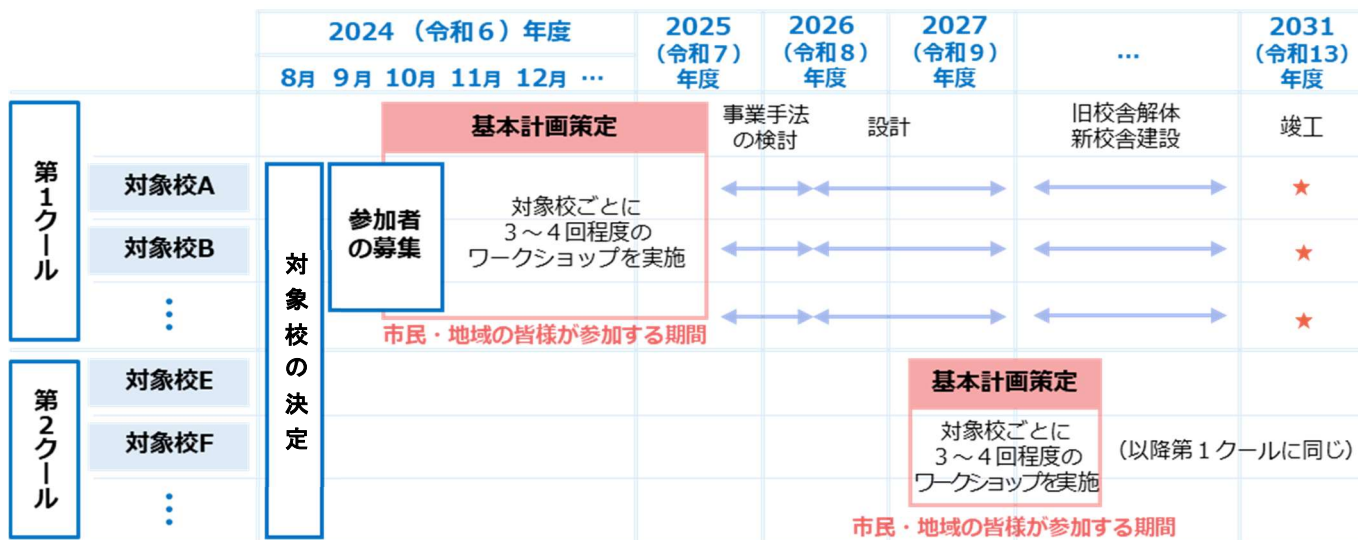 2024 （令和６）年度
2025
（令和７）
年度
2026
（令和８）
年度
2027
（令和９）
年度
…
2031
（令和13）
年度
8月 ９月 10月 11月 12月 …
第1クール
基本計画策定
事業手法
の検討
設計
旧校舎解体
新校舎建設
竣工
対象校A
対象校B
⋮
対象校の決定
参加者
の募集
対象校ごとに
３～４回程度の
ワークショップを実施
★
★
★
市民・地域の皆様が参加する期間
第2クール
対象校E
対象校F
⋮
基本計画策定
対象校ごとに
３～４回程度の
ワークショップを実施
（以降第１クールに同じ）
市民・地域の皆様が参加する期間